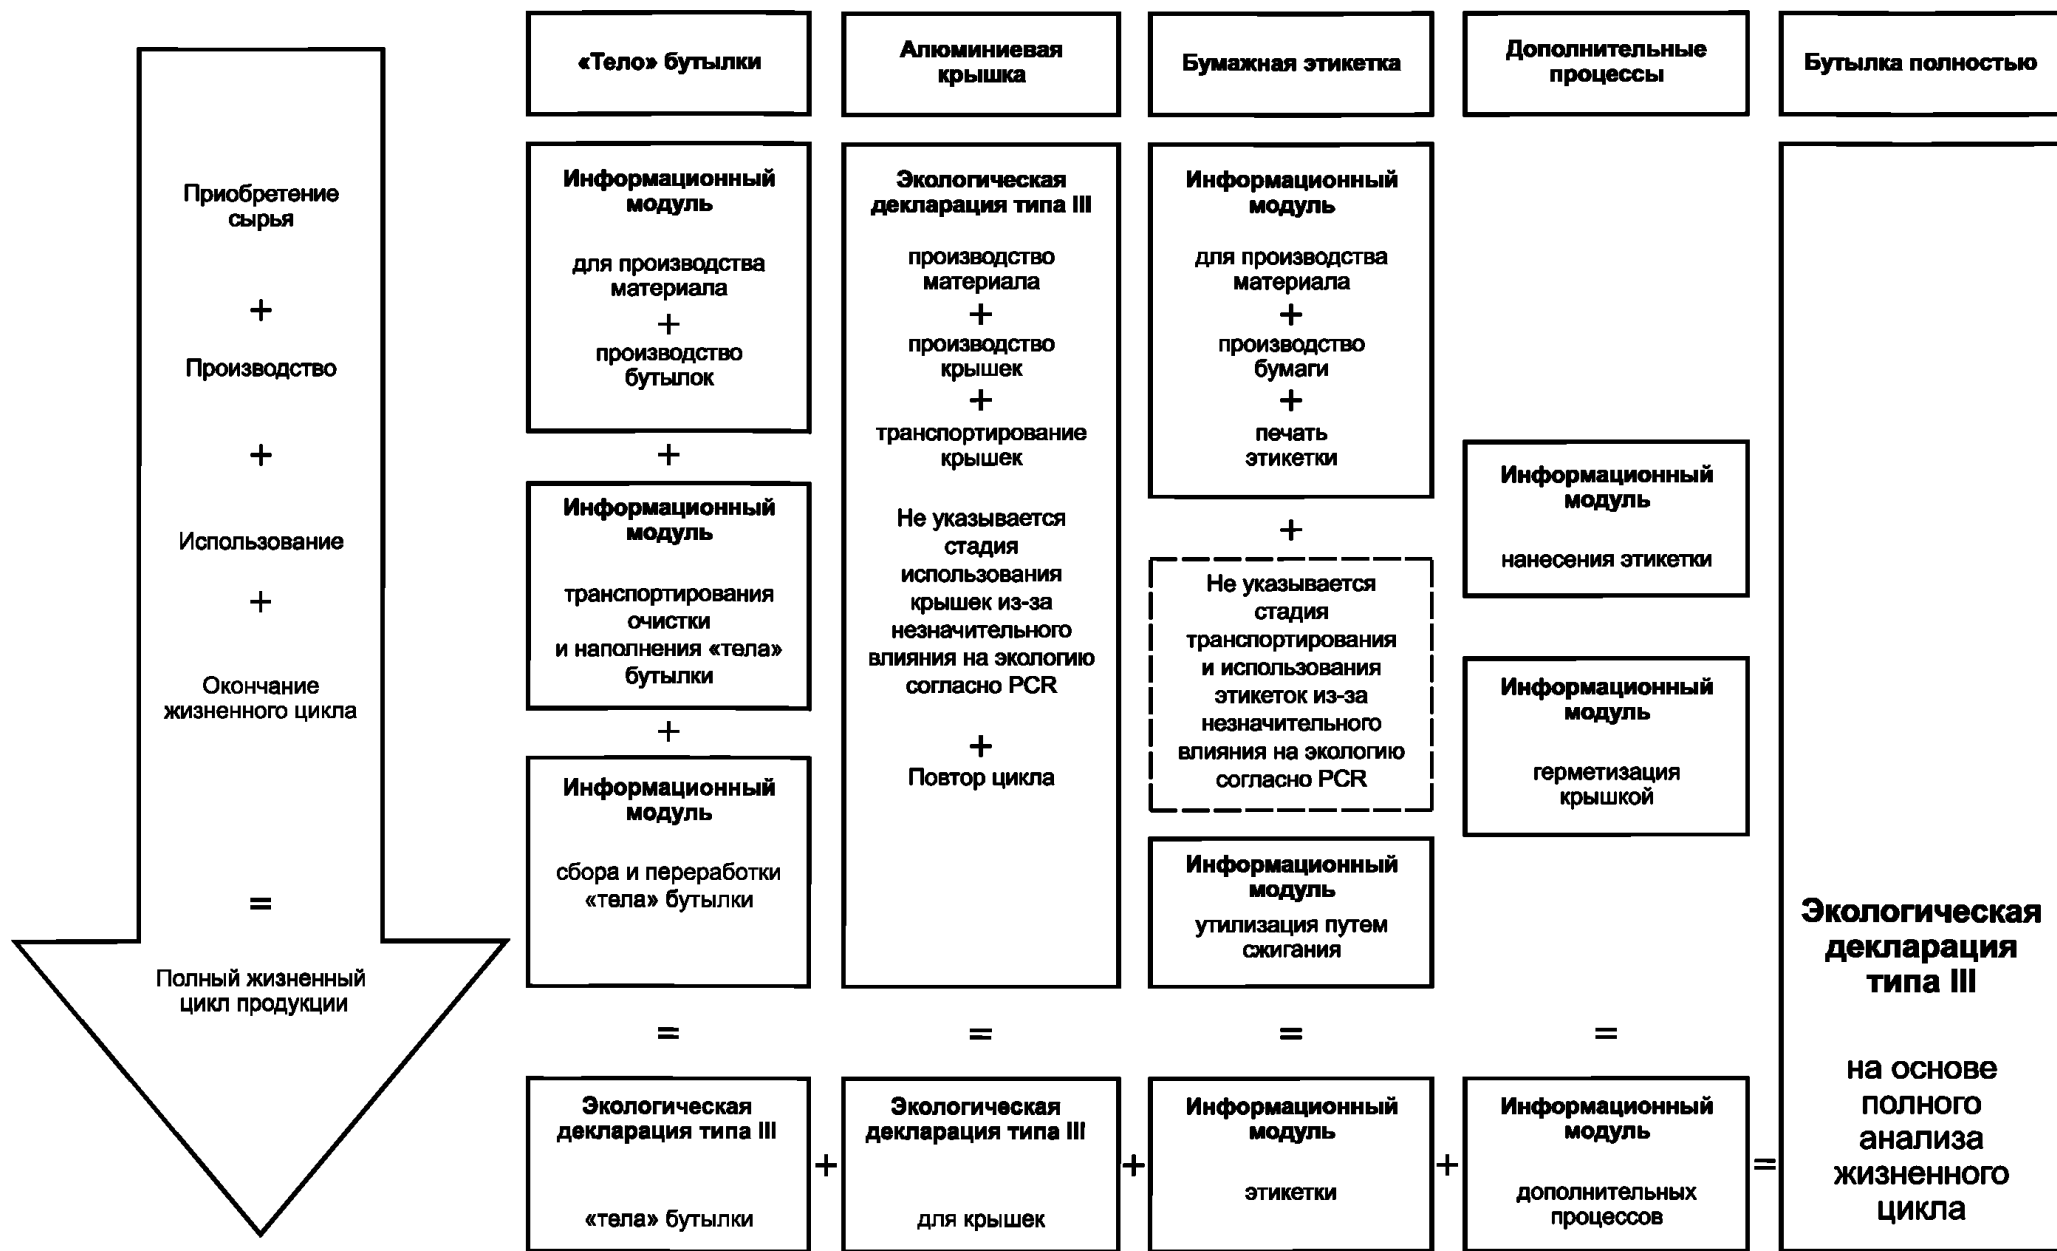 «Тело» бутылки
Алюминиевая
крышка
Бумажная этикетка
Дополнительные
процессы
Бутылка полностью
Приобретение
сырья
+
Производство
+
Использование
+
Окончание
жизненного цикла
=
Полный жизненный
цикл продукции
Информационный
модуль
для производства
материала
+
производство
бутылок
+
Информационный
модуль
транспортирования
очистки
и наполнения «тела»
бутылки
+
Информационный
модуль
сбора и переработки
«тела» бутылки
=
Экологическая
декларация типа III
«тела» бутылки
+
Экологическая
декларация типа III
производство
материала
+
производство
крышек
+
транспортирование
крышек
Не указывается
стадия
использования
крышек из-за
незначительного
влияния на экологию
согласно PCR
+
Повтор цикла
=
Экологическая
декларация типа III
для крышек
+
Информационный
модуль
для производства
материала
+
производство
бумаги
+
печать
этикетки
+
Не указывается
стадия
транспортирования
и использования
этикеток из-за
незначительного
влияния на экологию
согласно PCR
Информационный
модуль
утилизация путем
сжигания
=
Информационный
модуль
этикетки
+
Информационный
модуль
нанесения этикетки
Информационный
модуль
герметизация
крышкой
=
Информационный
модуль
дополнительных
процессов
=
Экологическая
декларация
типа III
на основе
полного
анализа
жизненного
цикла